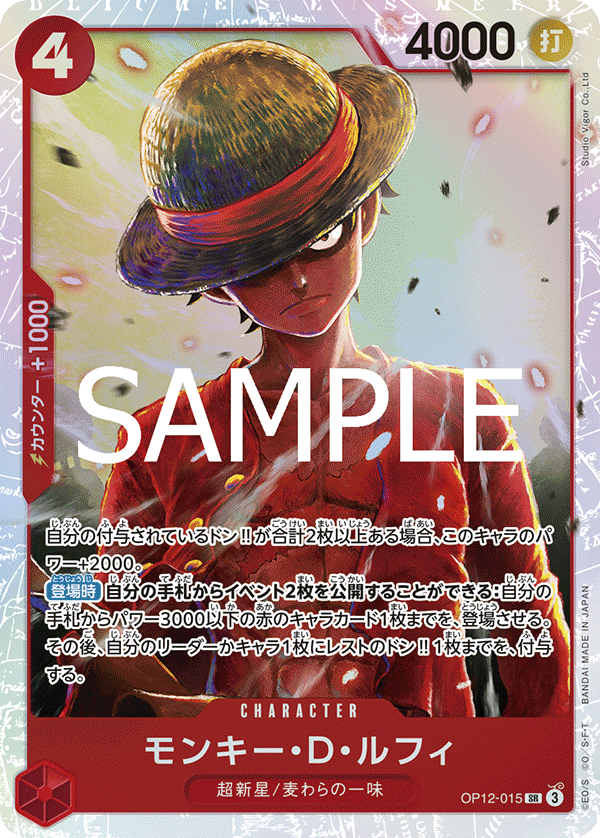 4
4000
打
Studio Vigor Co.,Ltd
カウンター +1000
SAMPLE
自分の付与されているドン!!が合計2枚以上ある場合、このキャラのパ
ワー+2000。
登場時 自分の手札からイベント2枚を公開することができる：自分の
手札からパワー3000以下の赤のキャラカード1枚までを、登場させる。
その後、自分のリーダーかキャラ1枚にレストのドン!!1枚までを、付与
する。
CHARACTER
モンキー・D・ルフィ
超新星/麦わらの一味
OP12-015 SR 3
©E.O/S ©O/S・F・T BANDAI MADE IN JAPAN